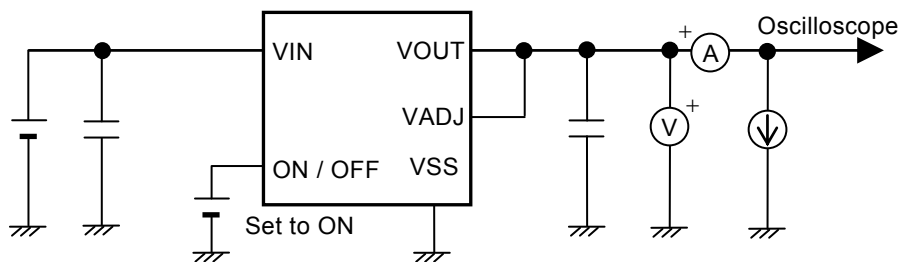 Oscilloscope
+
A
VIN
VOUT
VADJ
V
+
ON / OFF
VSS
Set to ON